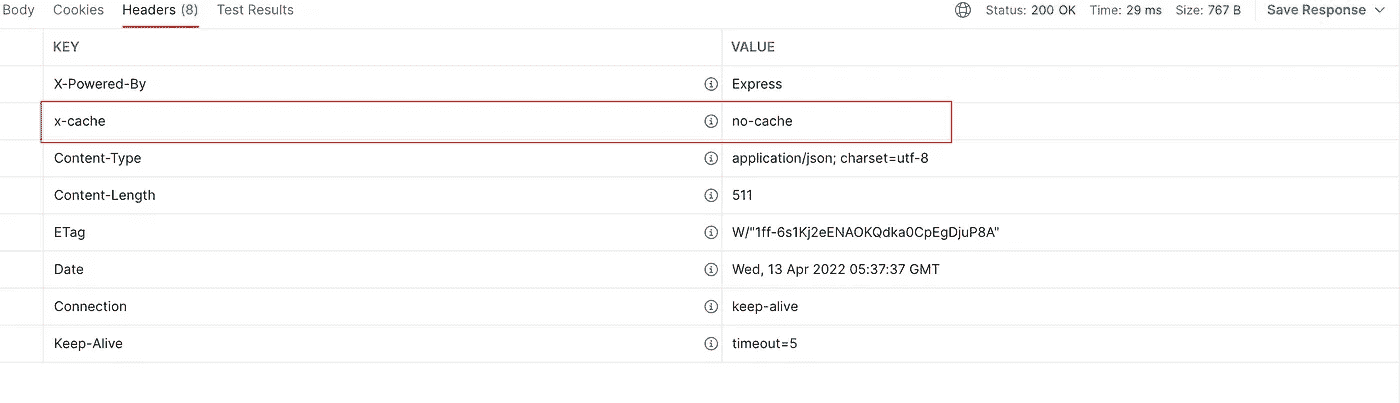 Body Cookies Headers (8) Test Results Status: 200 OK Time: 29 ms Size: 767 B Save Response
KEY VALUE
X-Powered-By Express
x-cache no-cache
Content-Type application/json; charset=utf-8
Content-Length 511
ETag W/"1ff-6s1Kj2eENAOKQdka0CpEgDjuP8A"
Date Wed, 13 Apr 2022 05:37:37 GMT
Connection keep-alive
Keep-Alive timeout=5